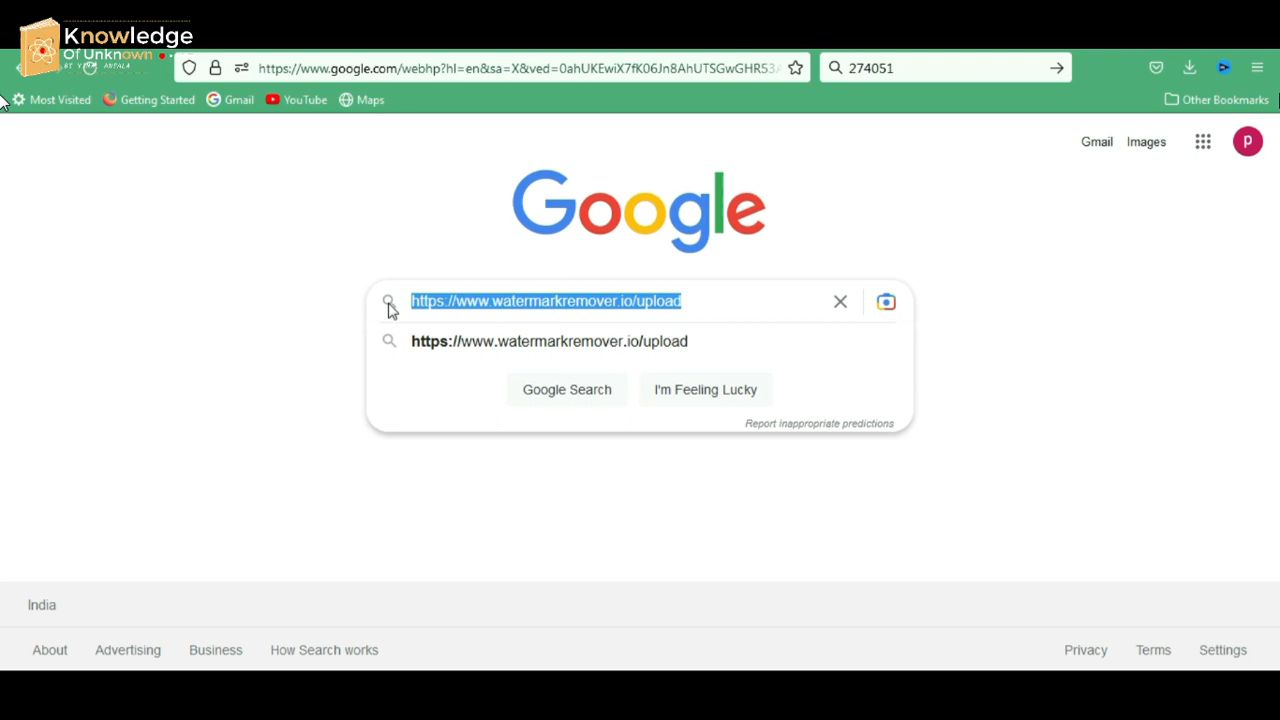 Knowledge
Of Unknown
https://www.google.com/webhp?hl=en&sa=X&ved=0ahUKEwiX7fK06Jn8AhUTSGwGHR53A
274051
Most Visited
Getting Started
Gmail
YouTube
Maps
Other Bookmarks
Gmail
Images
P
Google
https://www.watermarkremover.io/upload
https://www.watermarkremover.io/upload
Google Search
I'm Feeling Lucky
Report inappropriate predictions
India
About
Advertising
Business
How Search works
Privacy
Terms
Settings